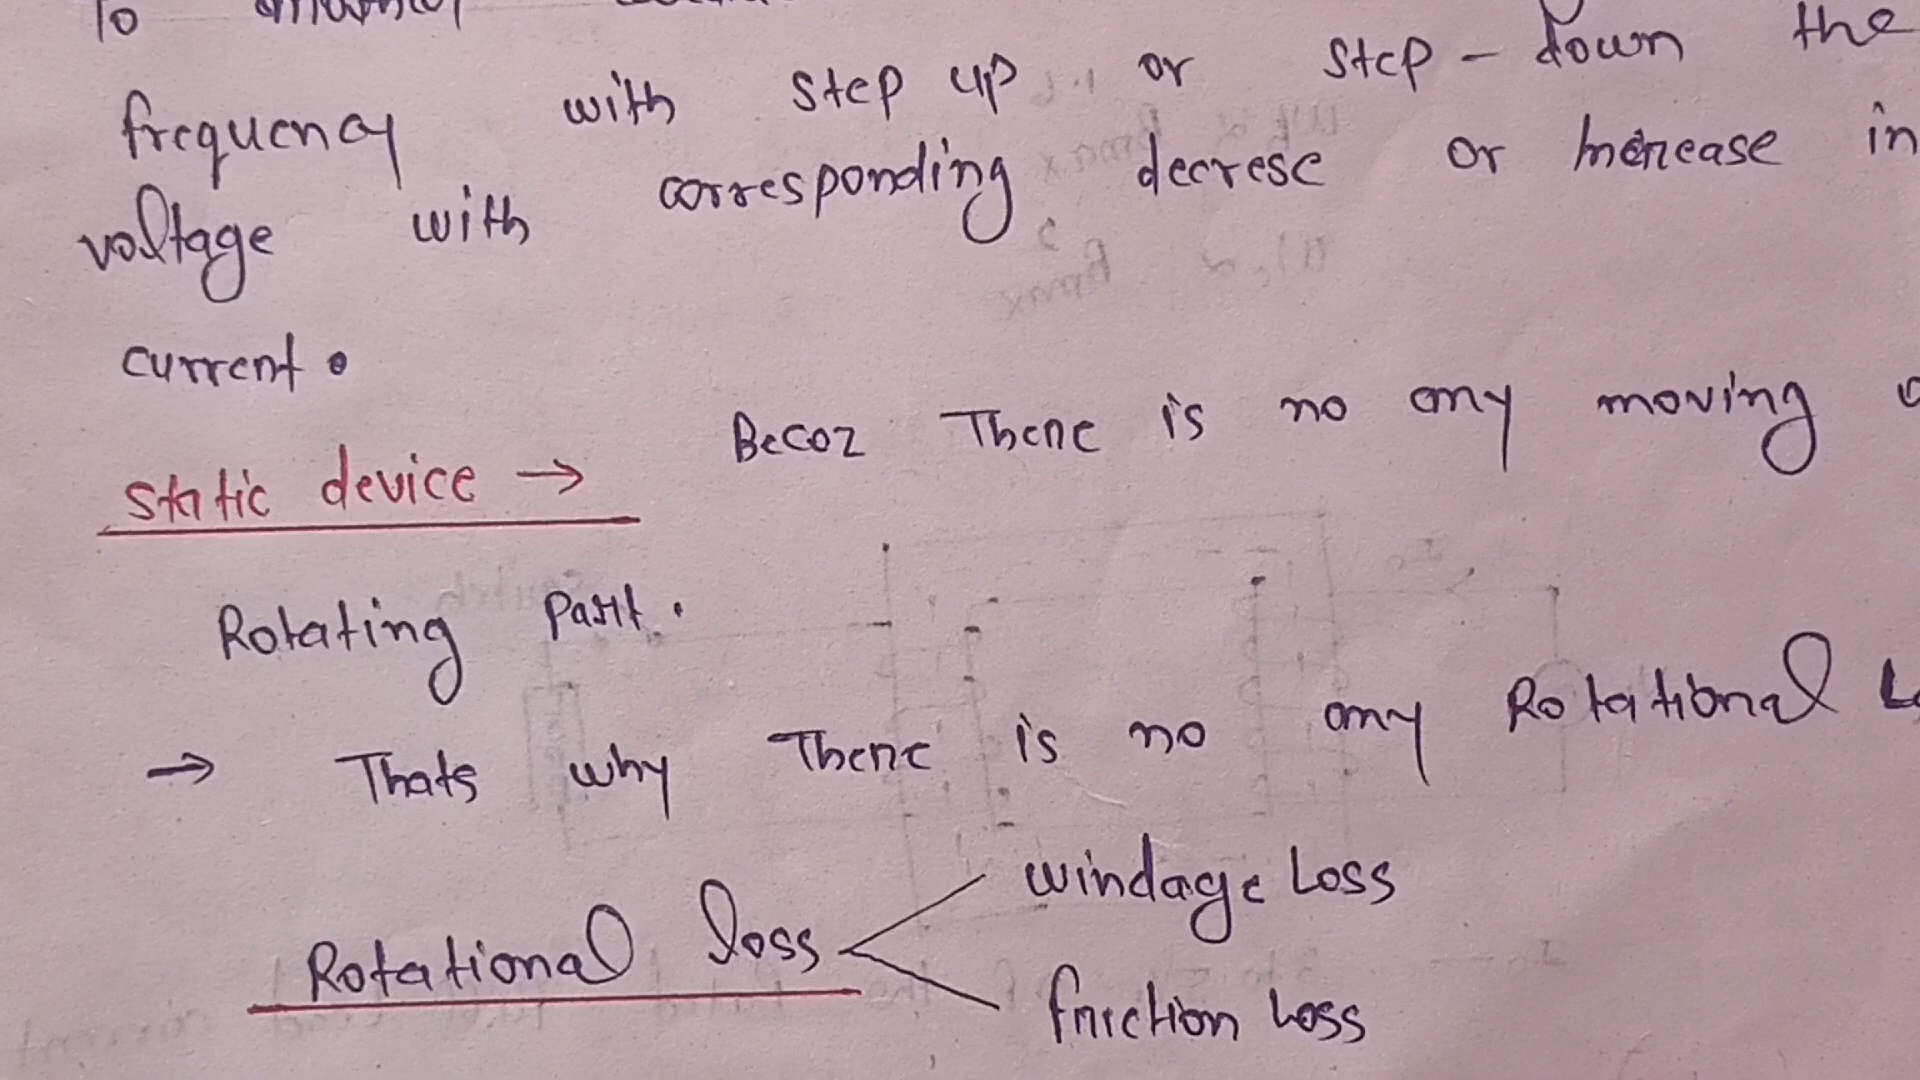 To another
frequency with step up or step-down the
voltage with corresponding decrese or Increase in
current.
static device → Becoz There is no any moving
Rotating Part.
→ Thats why There is no any Rotational
Rotational loss
windage Loss
friction Loss